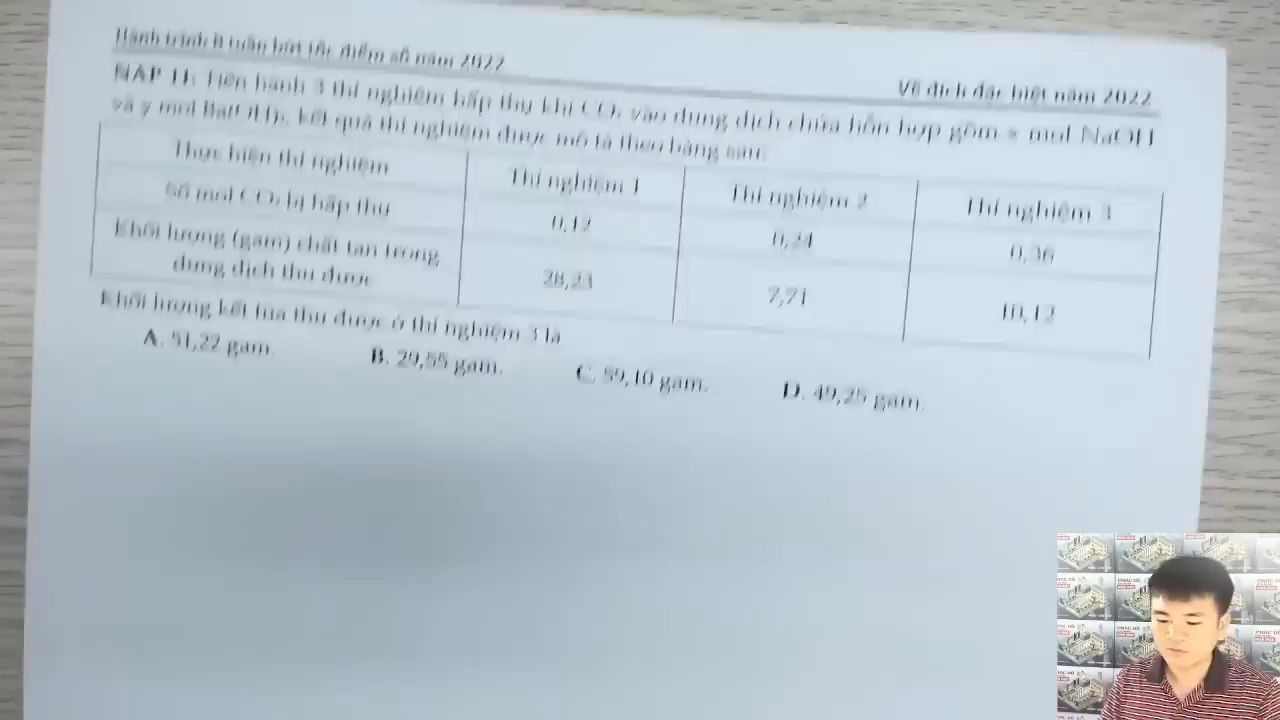 Hành trình 8 tuần bứt tốc điểm số năm 2022
Về đích đặc biệt năm 2022
NAP 11: Tiến hành 3 thí nghiệm hấp thụ khí CO₂ vào dung dịch chứa hỗn hợp gồm x mol NaOH
và y mol Ba(OH)₂, kết quả thí nghiệm được mô tả theo bảng sau:
Thực hiện thí nghiệm Thí nghiệm 1 Thí nghiệm 2 Thí nghiệm 3
Số mol CO₂ bị hấp thụ 0,12 0,24 0,36
Khối lượng (gam) chất tan trong
dung dịch thu được 28,23 7,71 10,12
Khối lượng kết tủa thu được ở thí nghiệm 3 là
A. 51,22 gam. B. 29,55 gam. C. 59,10 gam. D. 49,25 gam.